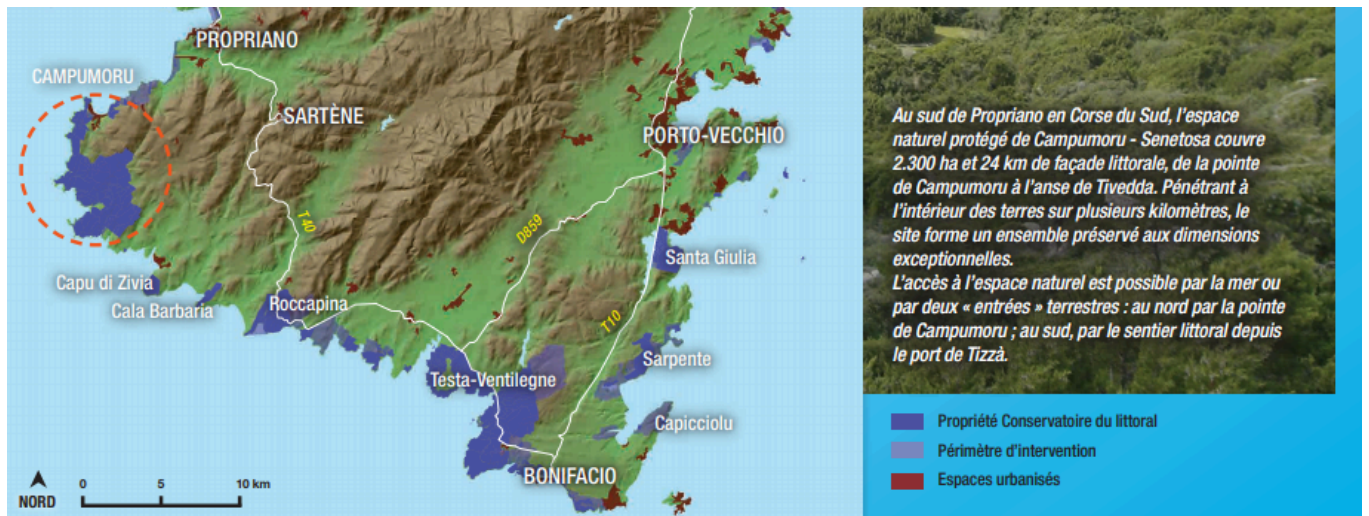 PROPRIANO
CAMPUMORU
SARTÈNE
PORTO-VECCHIO
T40
D859
Santa Giulia
Capu di Zivia
Cala Barbaria
Roccapina
T10
Sarpente
Testa-Ventilegne
Capicciolu
BONIFACIO
NORD
0 5 10 km
Au sud de Propriano en Corse du Sud, l'espace
naturel protégé de Campumoru - Senetosa couvre
2.300 ha et 24 km de façade littorale, de la pointe
de Campumoru à l'anse de Tivedda. Pénétrant à
l'intérieur des terres sur plusieurs kilomètres, le
site forme un ensemble préservé aux dimensions
exceptionnelles.
L'accès à l'espace naturel est possible par la mer ou
par deux « entrées » terrestres : au nord par la pointe
de Campumoru ; au sud, par le sentier littoral depuis
le port de Tizzà.
Propriété Conservatoire du littoral
Périmètre d'intervention
Espaces urbanisés